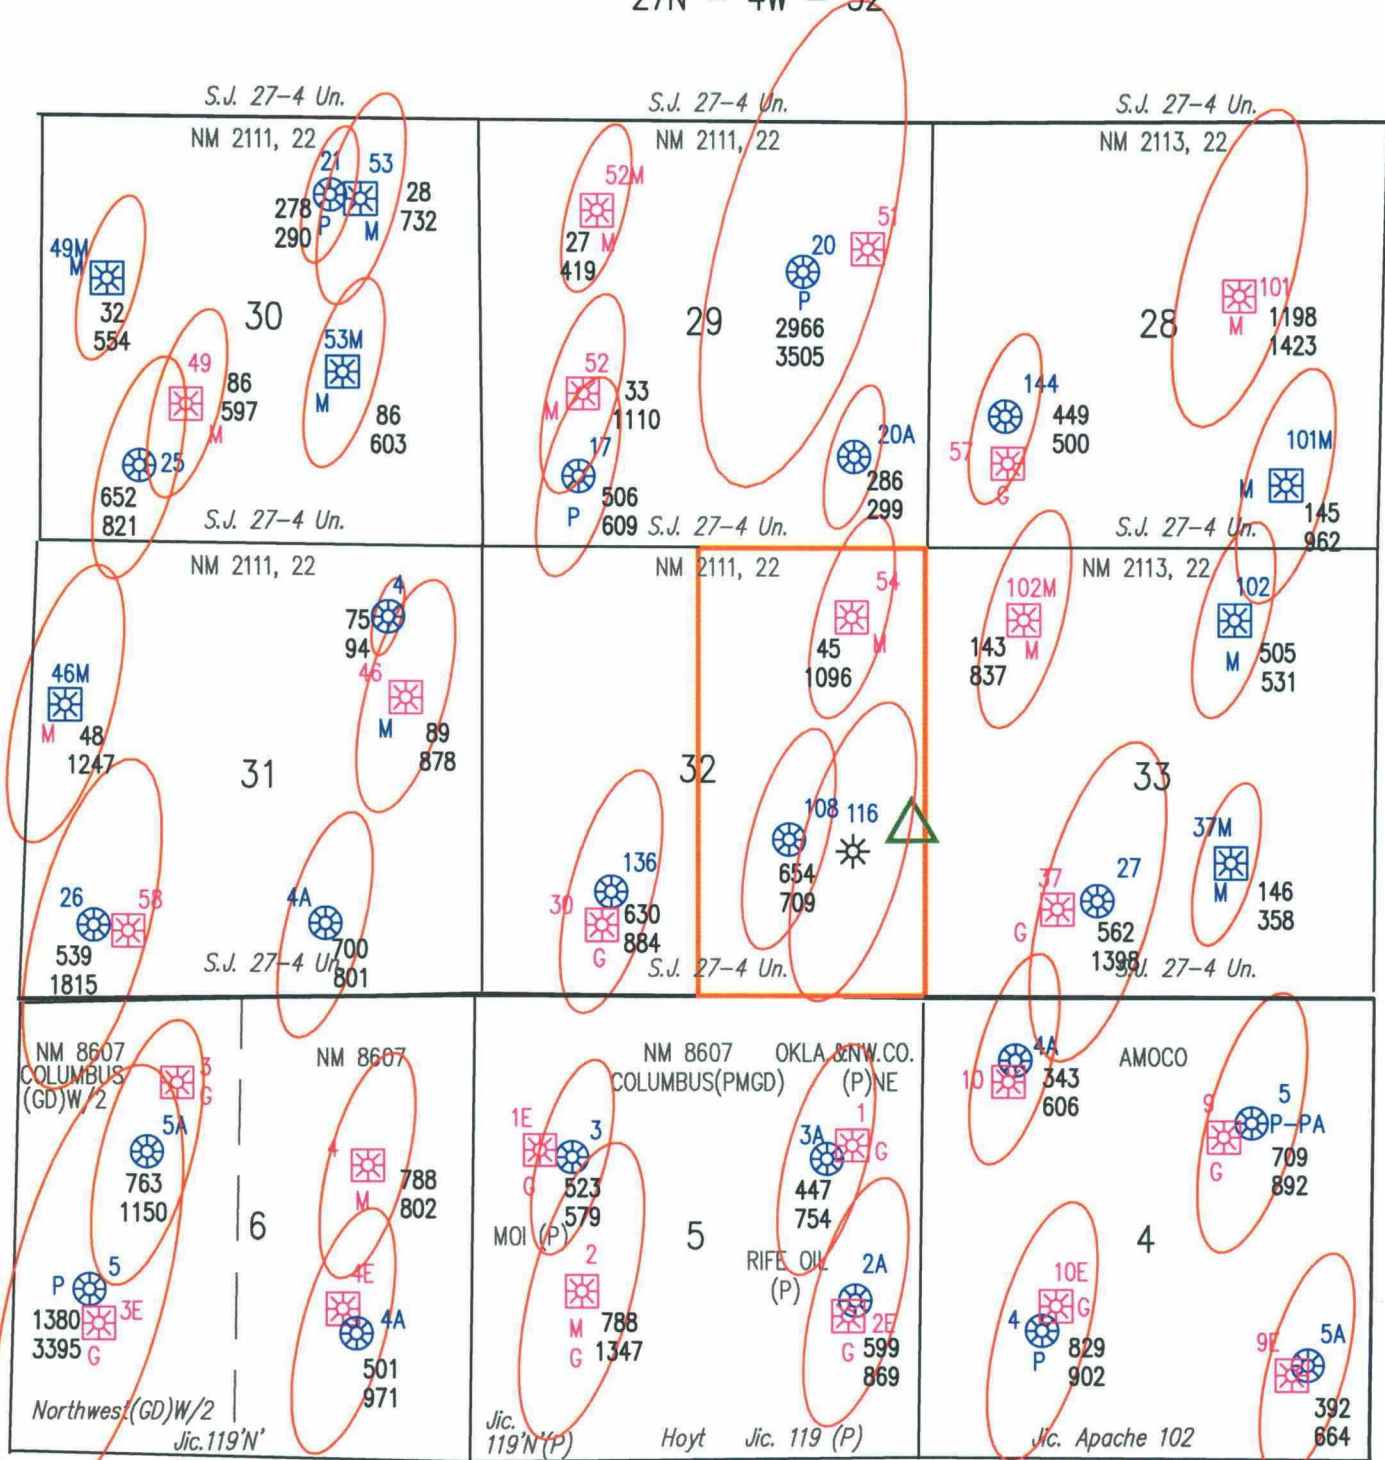 27N - 4W - 32
S.J. 27-4 Un.
S.J. 27-4 Un.
S.J. 27-4 Un.
NM 2111, 22
NM 2111, 22
NM 2113, 22
21
53
278
290
P
M
28
732
49M
M
32
554
30
53M
M
86
603
49
86
597
M
25
652
821
S.J. 27-4 Un.
52M
27
M
419
51
20
P
2966
3505
29
52
M
33
1110
17
506
P
609
20A
286
299
S.J. 27-4 Un.
101
M
1198
1423
28
144
449
500
57
G
101M
M
145
962
S.J. 27-4 Un.
NM 2111, 22
4
75
94
46M
M
48
1247
46
M
89
878
31
26
58
539
1815
4A
700
801
S.J. 27-4 Un.
NM 2111, 22
54
45
M
1096
32
108
116
654
709
136
30
630
884
G
S.J. 27-4 Un.
NM 2113, 22
102M
143
M
837
102
M
505
531
33
37M
M
146
358
37
27
G
562
1398
S.J. 27-4 Un.
NM 8607
COLUMBUS
(GD)W/2
3
G
5A
763
1150
NM 8607
4
M
788
802
6
P
5
1380
3E
3395
G
4E
4A
501
971
Northwest(GD)W/2
Jic.119'N'
NM 8607
COLUMBUS(PMGD)
OKLA &NW.CO.
(P)NE
1E
3
G
523
579
3A
1
G
447
754
MOI (P)
5
RIFE OIL
(P)
2
M
788
G
1347
2A
2E
G
599
869
Jic.
119'N'(P)
Hoyt
Jic. 119 (P)
AMOCO
4A
10
343
606
9
5
P-PA
G
709
892
4
10E
G
4
P
829
902
9E
5A
392
664
Jic. Apache 102